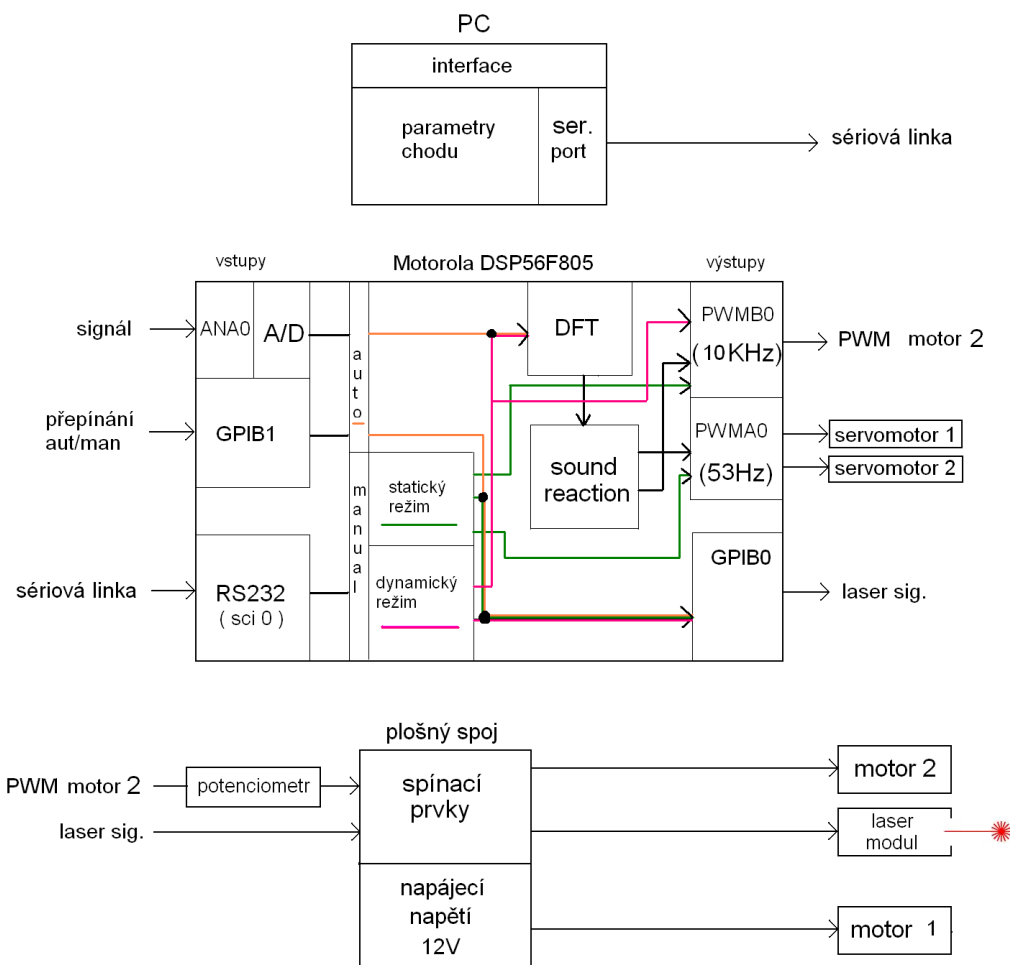 PC
interface
parametry
chodu
ser.
port
sériová linka
vstupy
Motorola DSP56F805
výstupy
signál
ANA0
A/D
auto
DFT
PWMB0
(10KHz)
PWM motor 2
přepínání
aut/man
GPIB1
manual
statický
režim
sound
reaction
PWMA0
(53Hz)
servomotor 1
servomotor 2
sériová linka
RS232
( sci 0 )
dynamický
režim
GPIB0
laser sig.
plošný spoj
PWM motor 2
potenciometr
spínací
prvky
motor 2
laser sig.
laser
modul
napájecí
napětí
12V
motor 1